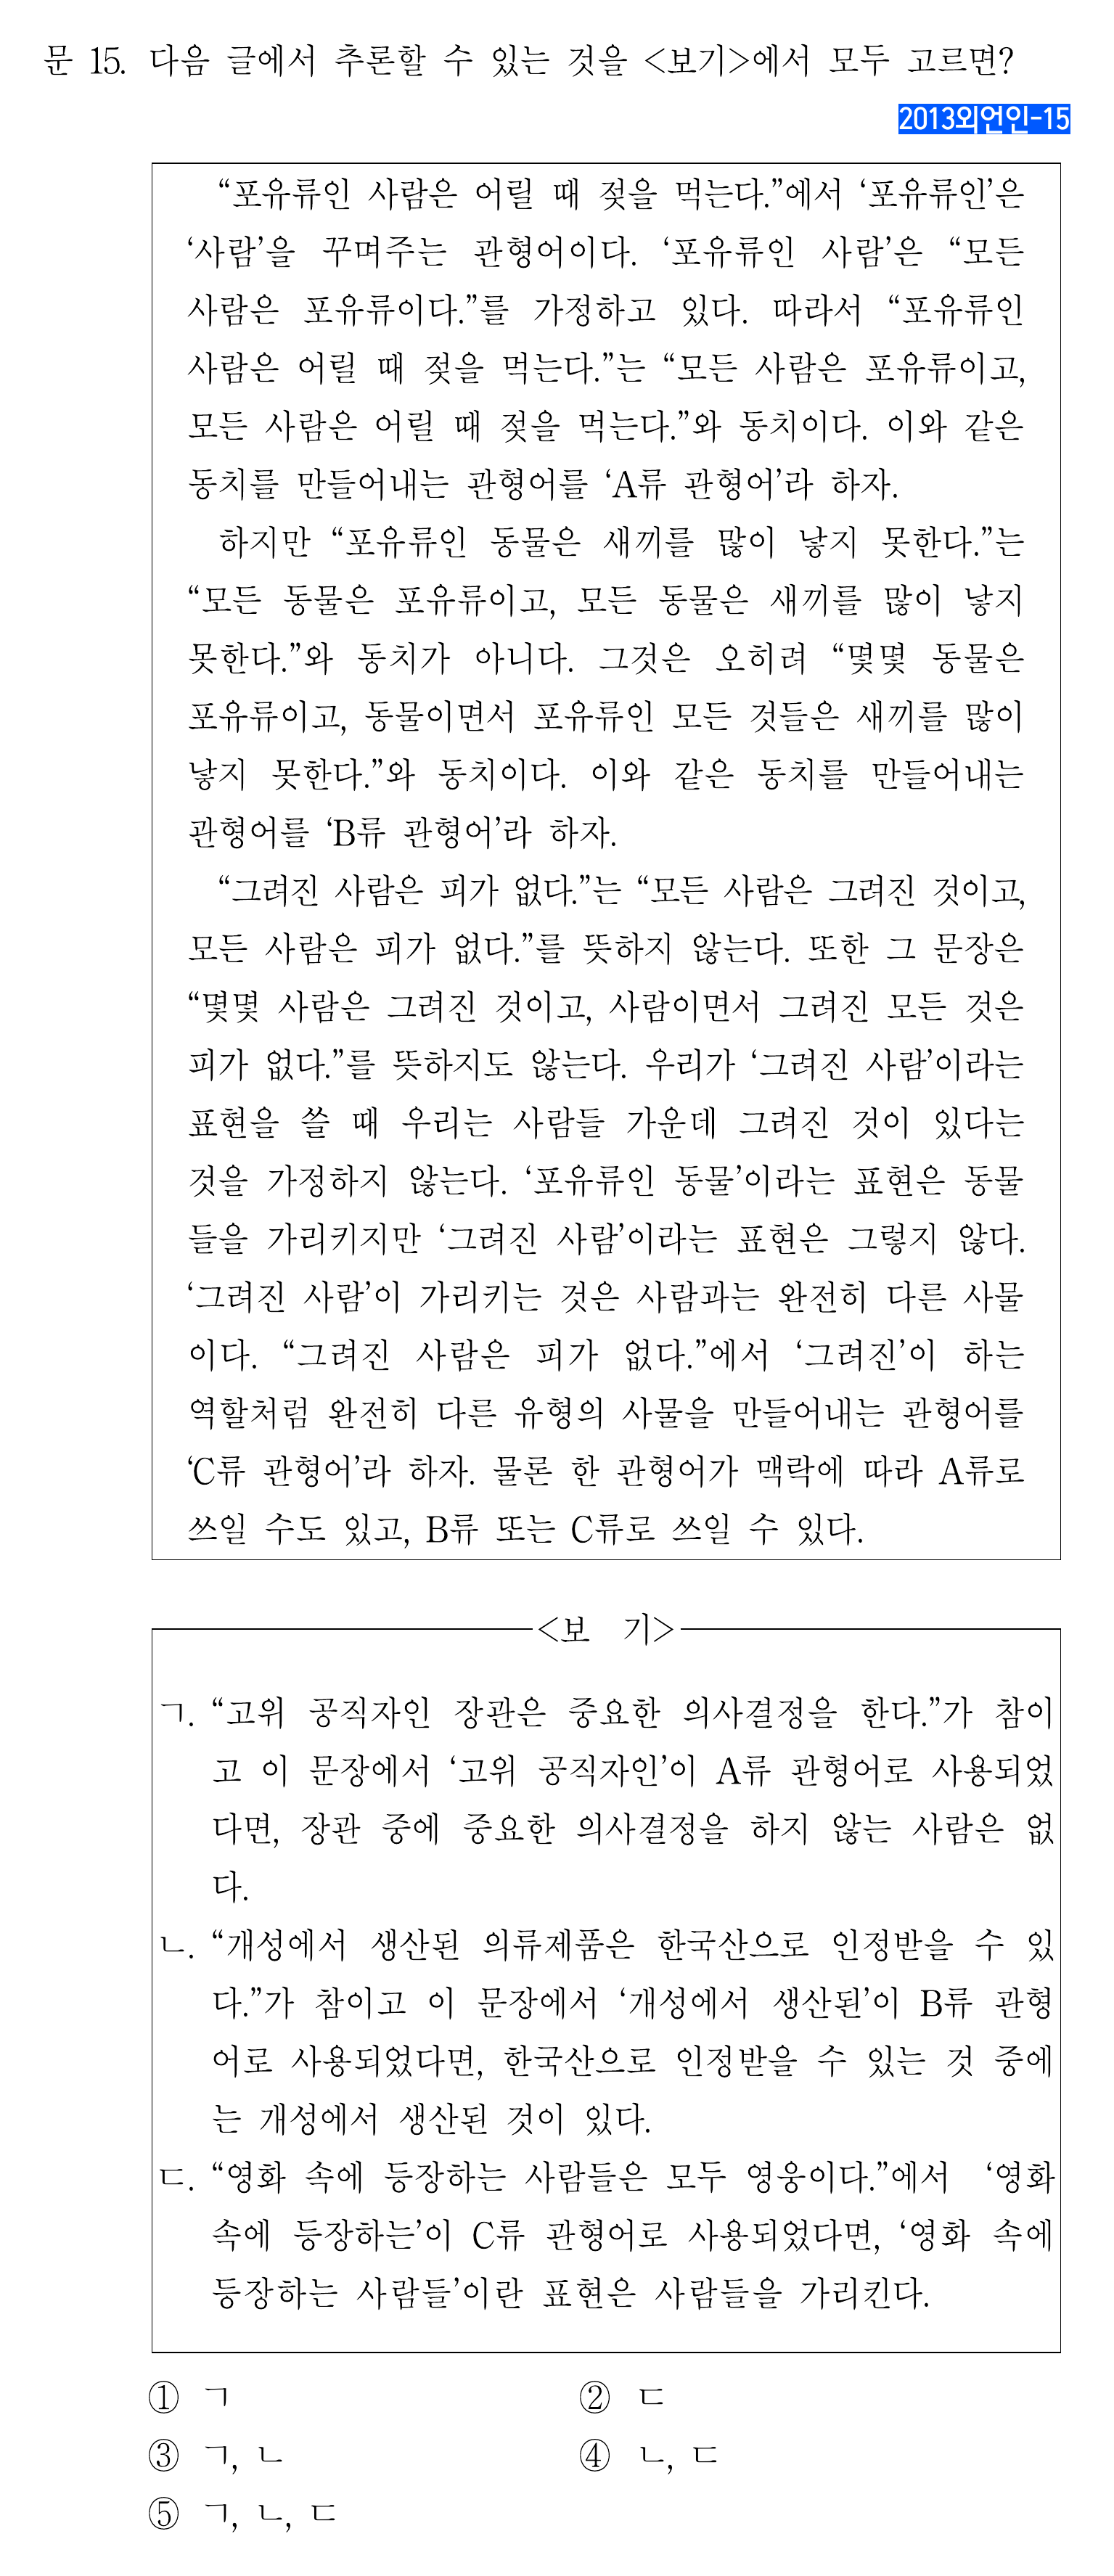 문 15. 다음 글에서 추론할 수 있는 것을 <보기>에서 모두 고르면?
2013외언인-15
“포유류인 사람은 어릴 때 젖을 먹는다.”에서 ‘포유류인’은
‘사람’을 꾸며주는 관형어이다. ‘포유류인 사람’은 “모든
사람은 포유류이다.”를 가정하고 있다. 따라서 “포유류인
사람은 어릴 때 젖을 먹는다.”는 “모든 사람은 포유류이고,
모든 사람은 어릴 때 젖을 먹는다.”와 동치이다. 이와 같은
동치를 만들어내는 관형어를 ‘A류 관형어’라 하자.
하지만 “포유류인 동물은 새끼를 많이 낳지 못한다.”는
“모든 동물은 포유류이고, 모든 동물은 새끼를 많이 낳지
못한다.”와 동치가 아니다. 그것은 오히려 “몇몇 동물은
포유류이고, 동물이면서 포유류인 모든 것들은 새끼를 많이
낳지 못한다.”와 동치이다. 이와 같은 동치를 만들어내는
관형어를 ‘B류 관형어’라 하자.
“그려진 사람은 피가 없다.”는 “모든 사람은 그려진 것이고,
모든 사람은 피가 없다.”를 뜻하지 않는다. 또한 그 문장은
“몇몇 사람은 그려진 것이고, 사람이면서 그려진 모든 것은
피가 없다.”를 뜻하지도 않는다. 우리가 ‘그려진 사람’이라는
표현을 쓸 때 우리는 사람들 가운데 그려진 것이 있다는
것을 가정하지 않는다. ‘포유류인 동물’이라는 표현은 동물
들을 가리키지만 ‘그려진 사람’이라는 표현은 그렇지 않다.
‘그려진 사람’이 가리키는 것은 사람과는 완전히 다른 사물
이다. “그려진 사람은 피가 없다.”에서 ‘그려진’이 하는
역할처럼 완전히 다른 유형의 사물을 만들어내는 관형어를
‘C류 관형어’라 하자. 물론 한 관형어가 맥락에 따라 A류로
쓰일 수도 있고, B류 또는 C류로 쓰일 수 있다.
<보 기>
ㄱ. “고위 공직자인 장관은 중요한 의사결정을 한다.”가 참이
고 이 문장에서 ‘고위 공직자인’이 A류 관형어로 사용되었
다면, 장관 중에 중요한 의사결정을 하지 않는 사람은 없
다.
ㄴ. “개성에서 생산된 의류제품은 한국산으로 인정받을 수 있
다.”가 참이고 이 문장에서 ‘개성에서 생산된’이 B류 관형
어로 사용되었다면, 한국산으로 인정받을 수 있는 것 중에
는 개성에서 생산된 것이 있다.
ㄷ. “영화 속에 등장하는 사람들은 모두 영웅이다.”에서 ‘영화
속에 등장하는’이 C류 관형어로 사용되었다면, ‘영화 속에
등장하는 사람들’이란 표현은 사람들을 가리킨다.
① ㄱ ② ㄷ
③ ㄱ, ㄴ ④ ㄴ, ㄷ
⑤ ㄱ, ㄴ, ㄷ